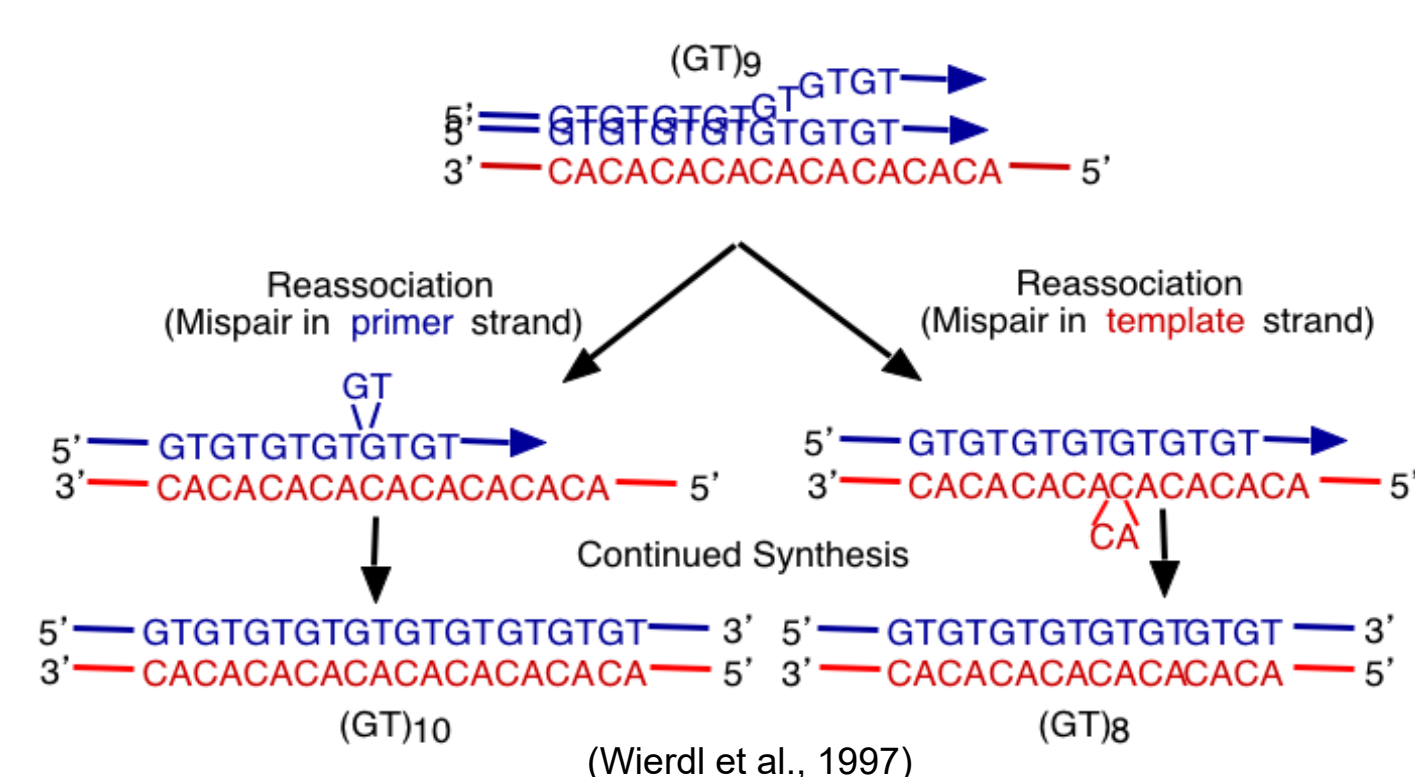 (GT)9
5' GTGTGTGTGTGTGT
5' GTGTGTGTGTGTGT
3' CACACACACACACACACA 5'
Reassociation
(Mispair in primer strand)
Reassociation
(Mispair in template strand)
GT
5' GTGTGTGTGTGT
3' CACACACACACACACACA 5'
5' GTGTGTGTGTGTGT
3' CACACACACACACACA 5'
CA
Continued Synthesis
5' GTGTGTGTGTGTGTGTGTGT 3'
3' CACACACACACACACACACA 5'
(GT)10
5' GTGTGTGTGTGTGTGT 3'
3' CACACACACACACACA 5'
(GT)8
(Wierdl et al., 1997)